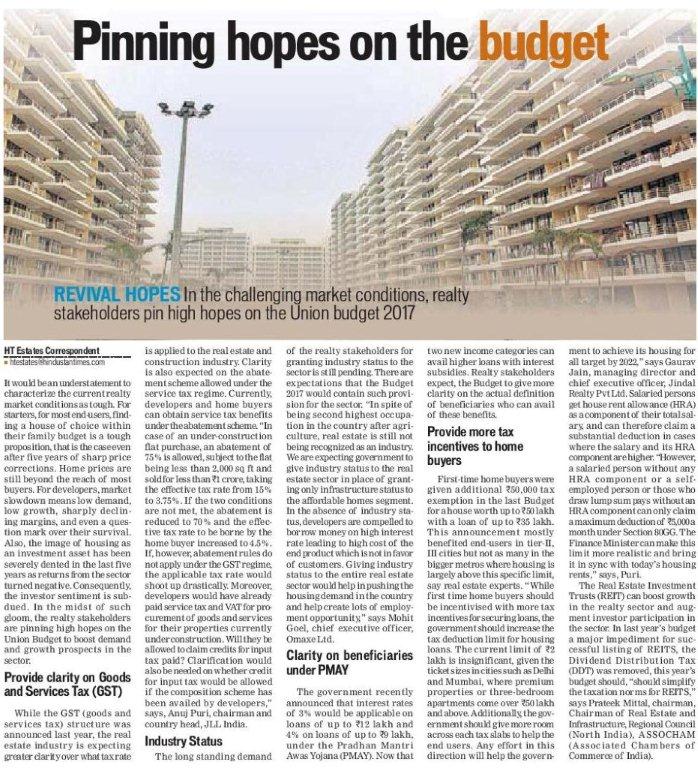 Pinning hopes on the budget
REVIVAL HOPES In the challenging market conditions, realty
stakeholders pin high hopes on the Union budget 2017
HT Estates Correspondent
htestates@hindustantimes.com
It would be an understatement to
characterize the current realty
market conditions as tough. For
starters, for most end users, find-
ing a house of choice within
their family budget is a tough
proposition, that is the case even
after five years of sharp price
corrections. Home prices are
still beyond the reach of most
buyers. For developers, market
slowdown means low demand,
low growth, sharply declin-
ing margins, and even a ques-
tion mark over their survival.
Also, the image of housing as
an investment asset has been
severely dented in the last five
years as returns from the sector
turned negative. Consequently,
the investor sentiment is sub-
dued. In the midst of such
gloom, the realty stakeholders
are pinning high hopes on the
Union Budget to boost demand
and growth prospects in the
sector.
Provide clarity on Goods
and Services Tax (GST)
While the GST (goods and
services tax) structure was
announced last year, the real
estate industry is expecting
greater clarity over what tax rate
is applied to the real estate and
construction industry. Clarity
is also expected on the abate-
ment scheme allowed under the
service tax regime. Currently,
developers and home buyers
can obtain service tax benefits
under the abatement scheme. "In
case of an under-construction
flat purchase, an abatement of
75% is allowed, subject to the flat
being less than 2,000 sq ft and
sold for less than ₹1 crore, taking
the effective tax rate from 15%
to 3.75%. If the two conditions
are not met, the abatement is
reduced to 70% and the effec-
tive tax rate to be borne by the
home buyer increased to 4.5%.
If, however, abatement rules do
not apply under the GST regime,
the applicable tax rate would
shoot up drastically. Moreover,
developers would have already
paid service tax and VAT for pro-
curement of goods and services
for their properties currently
under construction. Will they be
allowed to claim credits for input
tax paid? Clarification would
also be needed on whether credit
for input tax would be allowed
if the composition scheme has
been availed by developers,"
says, Anuj Puri, chairman and
country head, JLL India.
Industry Status
The long standing demand
of the realty stakeholders for
granting industry status to the
sector is still pending. There are
expectations that the Budget
2017 would contain such provi-
sion for the sector. "In spite of
being second highest occupa-
tion in the country after agri-
culture, real estate is still not
being recognized as an industry.
We are expecting government to
give industry status to the real
estate sector in place of grant-
ing only infrastructure status to
the affordable homes segment.
In the absence of industry sta-
tus, developers are compelled to
borrow money on high interest
rate leading to high cost of the
end product which is not in favor
of customers. Giving industry
status to the entire real estate
sector would help in pushing the
housing demand in the country
and help create lots of employ-
ment opportunity," says Mohit
Goel, chief executive officer,
Omaxe Ltd.
Clarity on beneficiaries
under PMAY
The government recently
announced that interest rates
of 3% would be applicable on
loans of up to ₹12 lakh and
4% on loans of up to ₹9 lakh,
under the Pradhan Mantri
Awas Yojana (PMAY). Now that
two new income categories can
avail higher loans with interest
subsidies. Realty stakeholders
expect, the Budget to give more
clarity on the actual definition
of beneficiaries who can avail
of these benefits.
Provide more tax
incentives to home
buyers
First-time home buyers were
given additional ₹50,000 tax
exemption in the last Budget
for a house worth up to ₹50 lakh
with a loan of up to ₹35 lakh.
This announcement mostly
benefited end-users in tier-II,
III cities but not as many in the
bigger metros where housing is
largely above this specific limit,
say real estate experts. "While
first time home buyers should
be incentivised with more tax
incentives for securing loans, the
government should increase the
tax deduction limit for housing
loans. The current limit of ₹2
lakh is insignificant, given the
ticket sizes in cities such as Delhi
and Mumbai, where premium
properties or three-bedroom
apartments come over ₹50 lakh
and above. Additionally, the gov-
ernment should give more room
across each tax slabs to help the
end users. Any effort in this
direction will help the govern-
ment to achieve its housing for
all target by 2022," says Gaurav
Jain, managing director and
chief executive officer, Jindal
Realty Pvt Ltd. Salaried persons
get house rent allowance (HRA)
as a component of their total sal-
ary, and can therefore claim a
substantial deduction in cases
where the salary and its HRA
component are higher. "However,
a salaried person without any
HRA component or a self-
employed person or those who
draw lump sum pays without an
HRA component can only claim
a maximum deduction of ₹5,000 a
month under Section 80GG. The
Finance Minister can make this
limit more realistic and bring
it in sync with today's housing
rents," says, Puri.
The Real Estate Investment
Trusts (REIT) can boost growth
in the realty sector and aug-
ment investor participation in
the sector. In last year's budget
a major impediment for suc-
cessful listing of REITS, the
Dividend Distribution Tax
(DDT) was removed, this year's
budget should, "should simplify
the taxation norms for REITS,"
says Prateek Mittal, chairman,
Chairman of Real Estate and
Infrastructure, Regional Council
(North India), ASSOCHAM
(Associated Chambers of
Commerce of India).